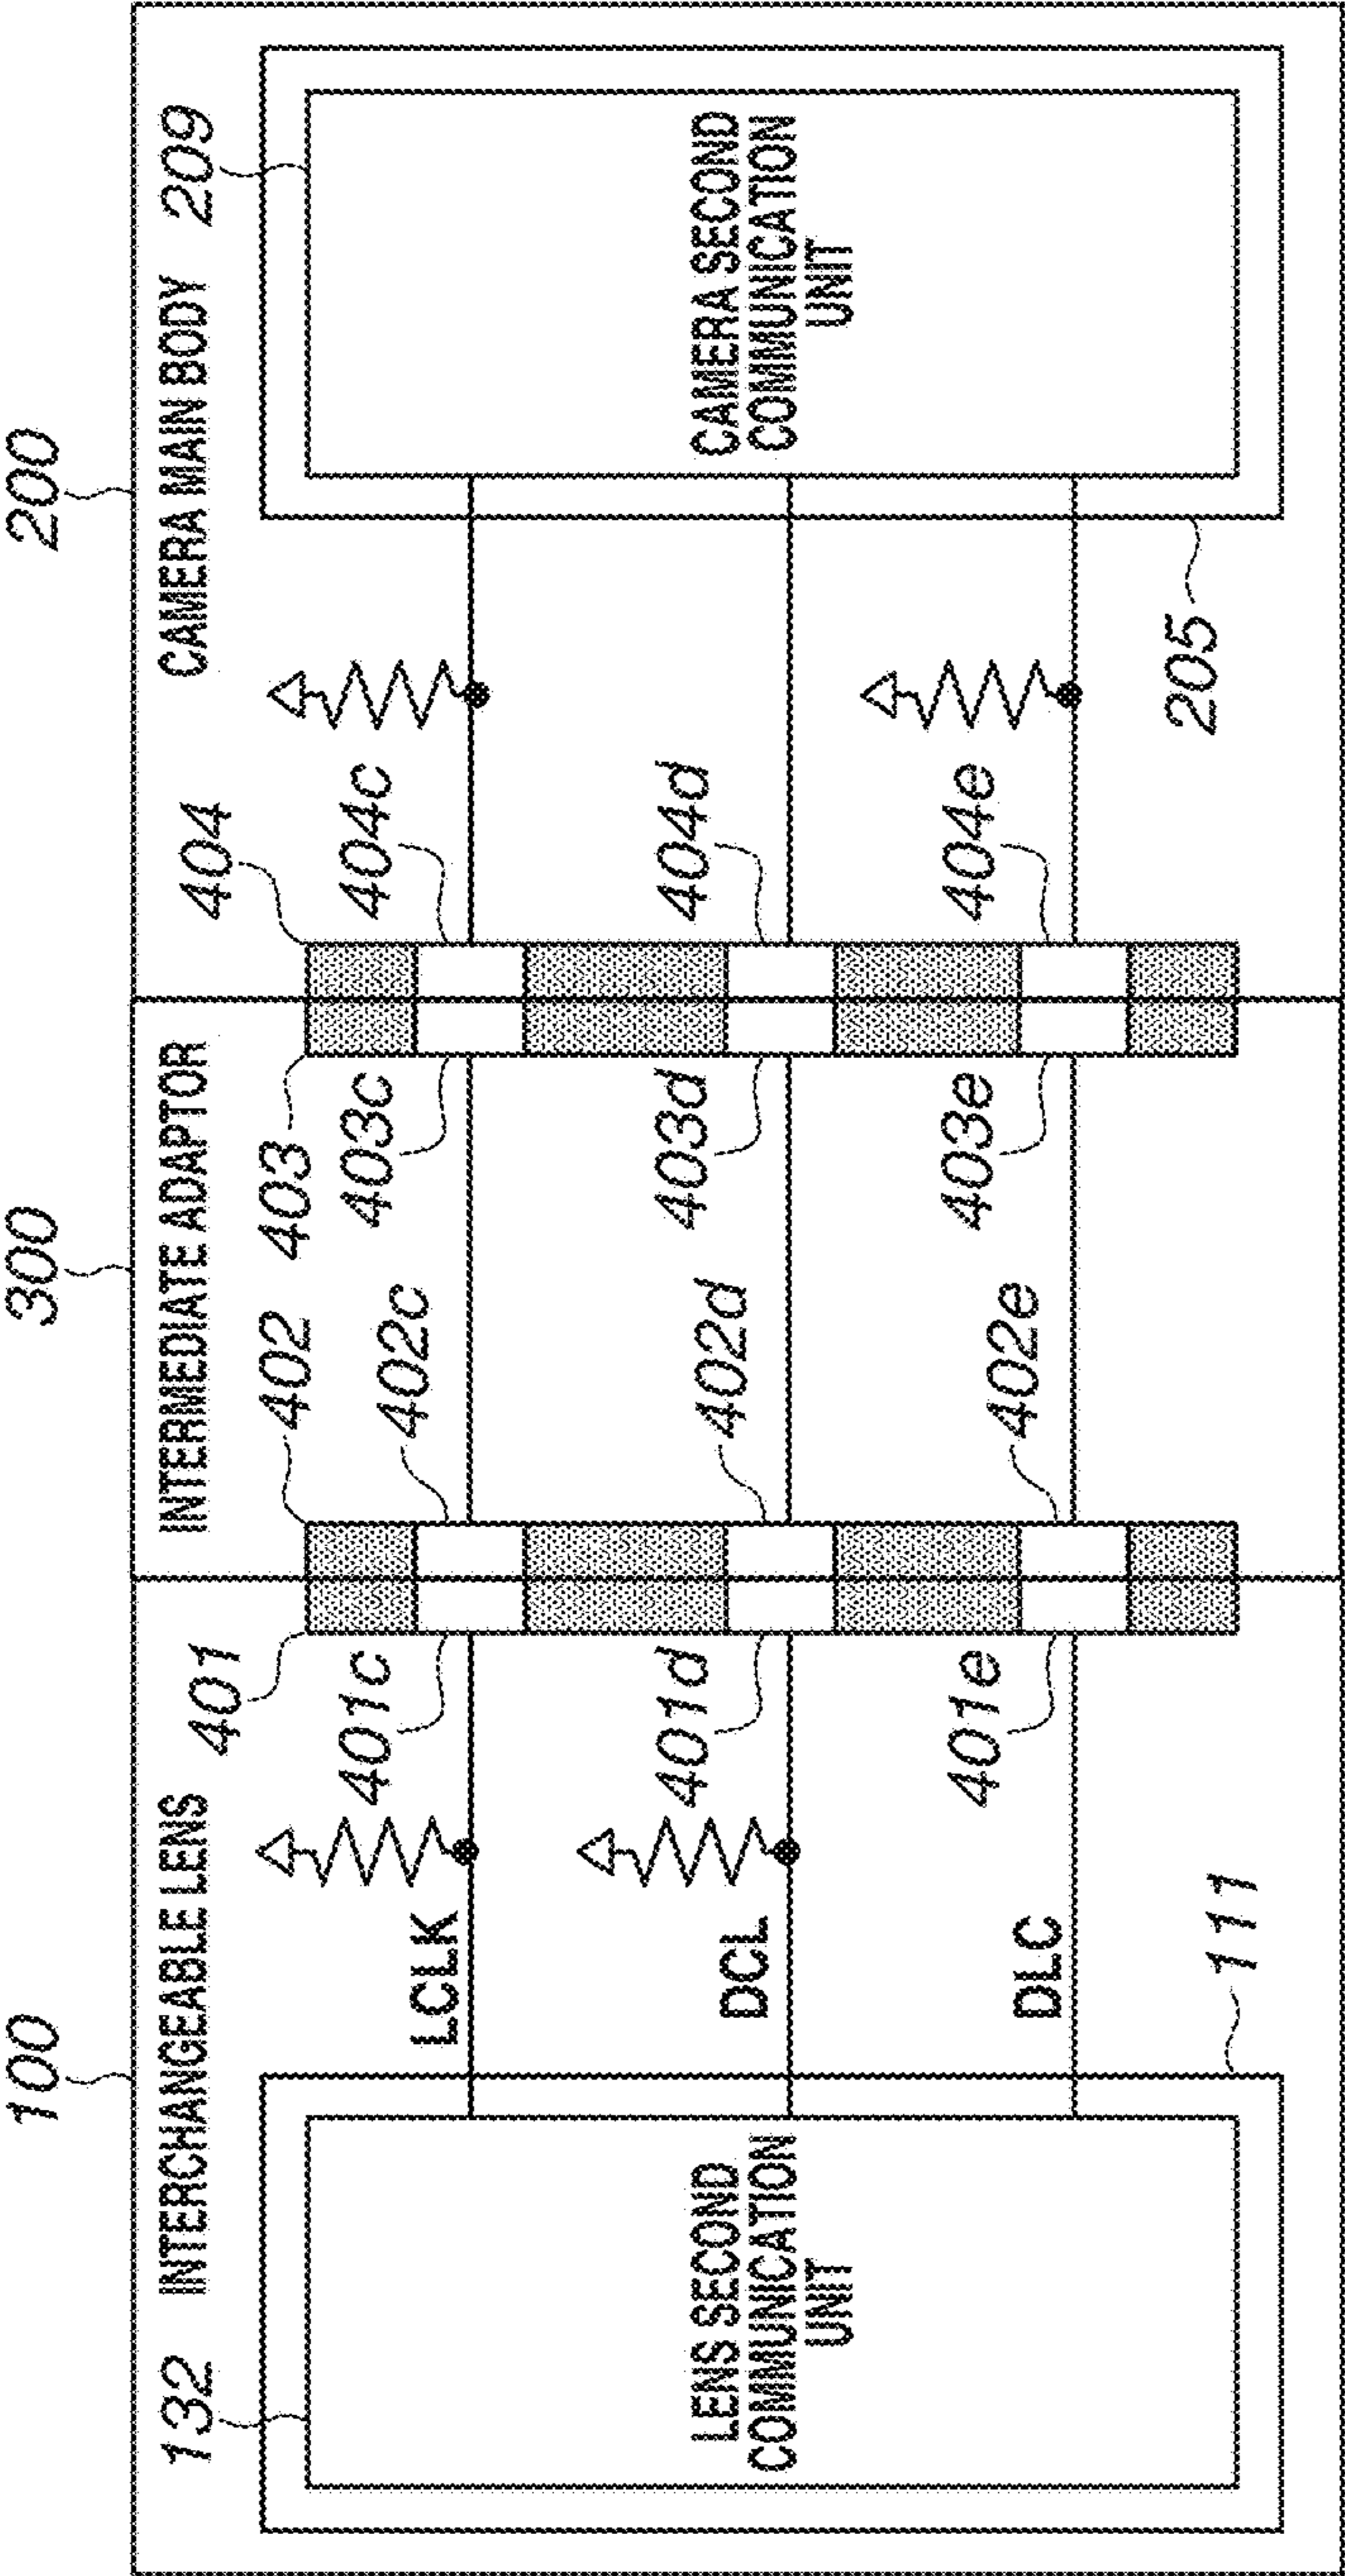 100
300
200
132
INTERCHANGEABLE LENS
401
402
INTERMEDIATE ADAPTOR
403
404
CAMERA MAIN BODY
209
LCLK
401c
402c
403c
404c
DCL
401d
402d
403d
404d
DLC
401e
402e
403e
404e
LENS SECOND
COMMUNICATION
UNIT
CAMERA SECOND
COMMUNICATION
UNIT
111
205